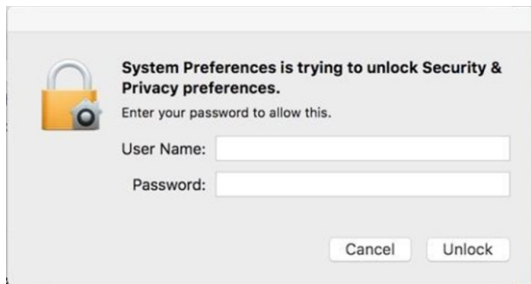 System Preferences is trying to unlock Security &
Privacy preferences.
Enter your password to allow this.
User Name:
Password:
Cancel Unlock